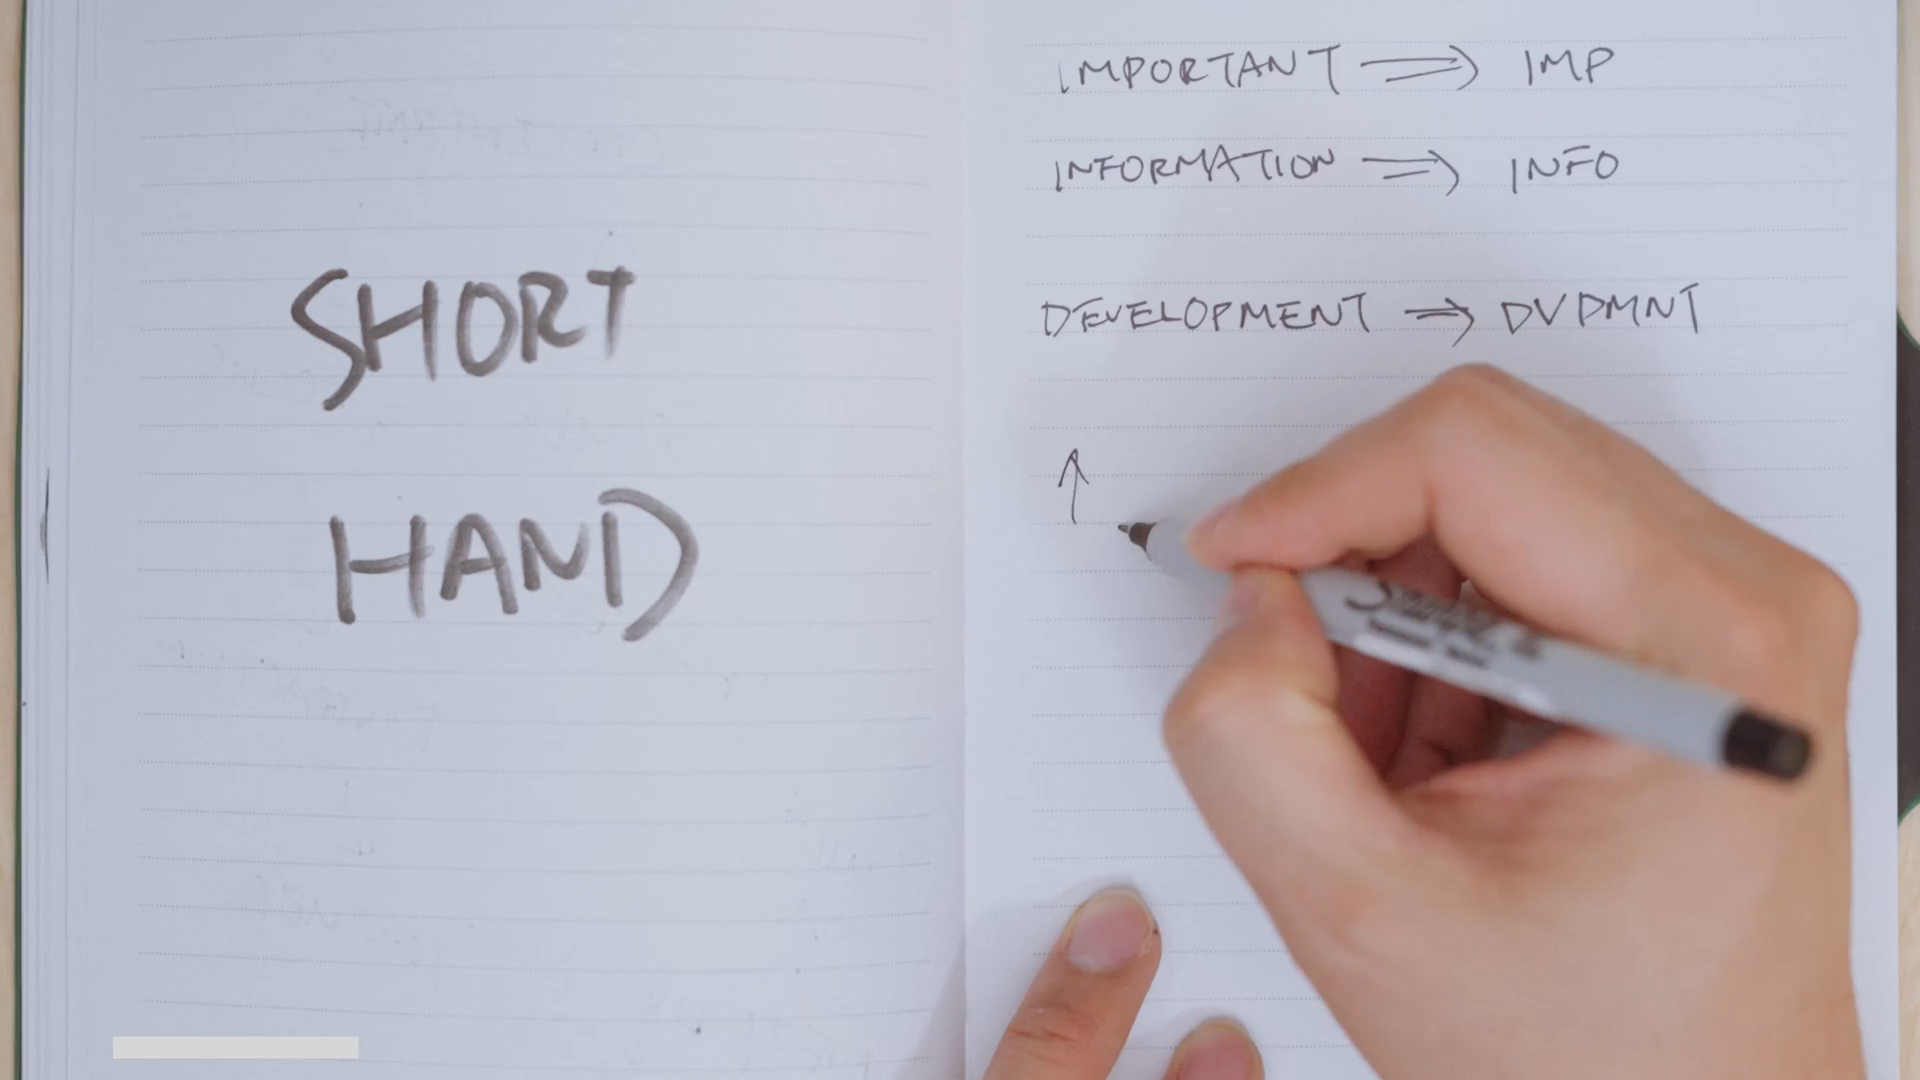 SHORT
HAND
IMPORTANT ⇒ IMP
INFORMATION ⇒ INFO
DEVELOPMENT ⇒ DVPMNT
↑